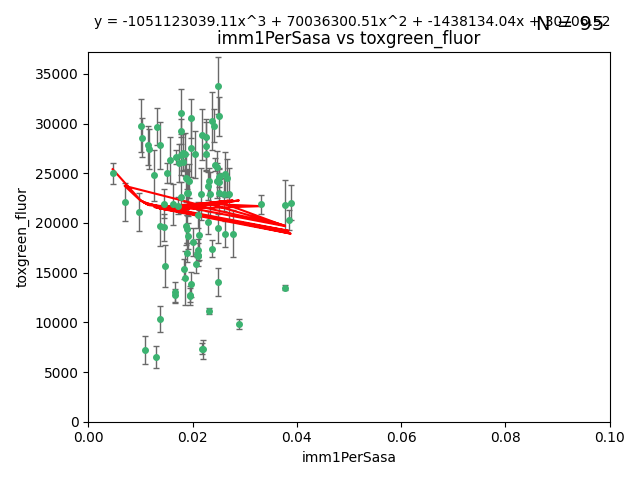 y = -1051123039.11x^3 + 70036300.51x^2 + -1438134.04x + 30706.52
N = 95
imm1PerSasa vs toxgreen_fluor
35000
30000
25000
20000
15000
10000
5000
0
toxgreen_fluor
0.00 0.02 0.04 0.06 0.08 0.10
imm1PerSasa